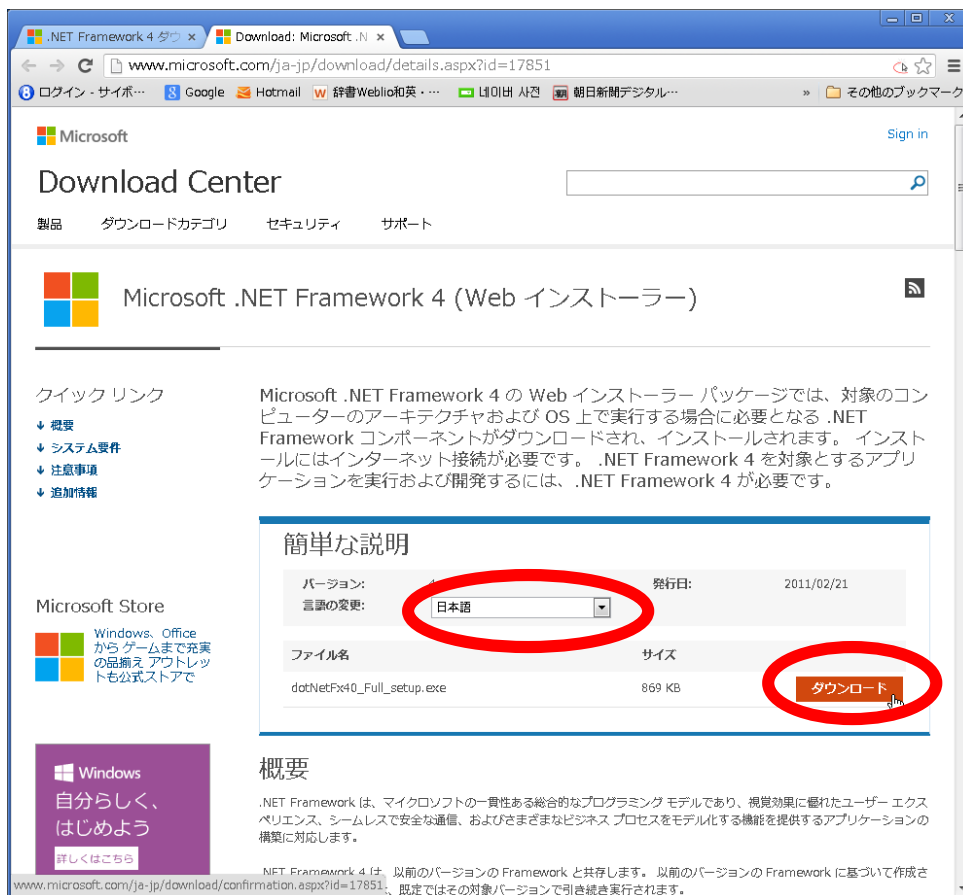 .NET Framework 4 ダウ
Download: Microsoft .N
www.microsoft.com/ja-jp/download/details.aspx?id=17851
ログイン - サイボ…
Google
Hotmail
辞書Weblio和英・…
네이버 사전
朝日新聞デジタル…
»
その他のブックマーク
Microsoft
Sign in
Download Center
製品
ダウンロードカテゴリ
セキュリティ
サポート
Microsoft .NET Framework 4 (Web インストーラー)
クイック リンク
概要
システム要件
注意事項
追加情報
Microsoft .NET Framework 4 の Web インストーラー パッケージでは、対象のコン
ピューターのアーキテクチャおよび OS 上で実行する場合に必要となる .NET
Framework コンポーネントがダウンロードされ、インストールされます。 インスト
ールにはインターネット接続が必要です。 .NET Framework 4 を対象とするアプリ
ケーションを実行および開発するには、.NET Framework 4 が必要です。
簡単な説明
バージョン:
発行日:
2011/02/21
言語の変更:
日本語
ファイル名
サイズ
dotNetFx40_Full_setup.exe
869 KB
ダウンロード
Microsoft Store
Windows、Office
から ゲームまで充実
の品揃え アウトレッ
トも公式ストアで
Windows
自分らしく、
はじめよう
詳しくはこちら
概要
.NET Framework は、マイクロソフトの一貫性ある総合的なプログラミング モデルであり、視覚効果に優れたユーザー エクス
ペリエンス、シームレスで安全な通信、およびさまざまなビジネス プロセスをモデル化する機能を提供するアプリケーションの
構築に対応します。
.NET Framework 4 は、以前のバージョンの Framework と共存します。 以前のバージョンの Framework に基づいて作成さ
、既定ではその対象バージョンで引き続き実行されます。
www.microsoft.com/ja-jp/download/confirmation.aspx?id=17851